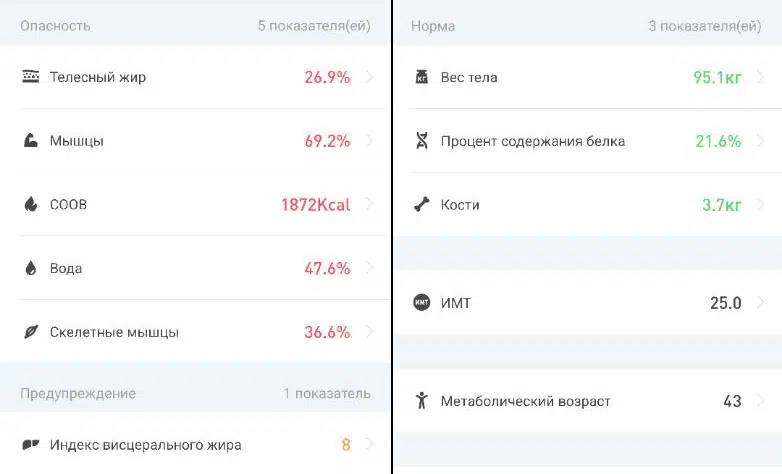 Опасность 5 показателя(ей)
Телесный жир 26.9%
Мышцы 69.2%
СООВ 1872Kcal
Вода 47.6%
Скелетные мышцы 36.6%
Предупреждение 1 показатель
Индекс висцерального жира 8
Норма 3 показателя(ей)
кг Вес тела 95.1кг
Процент содержания белка 21.6%
Кости 3.7кг
ИМТ ИМТ 25.0
Метаболический возраст 43